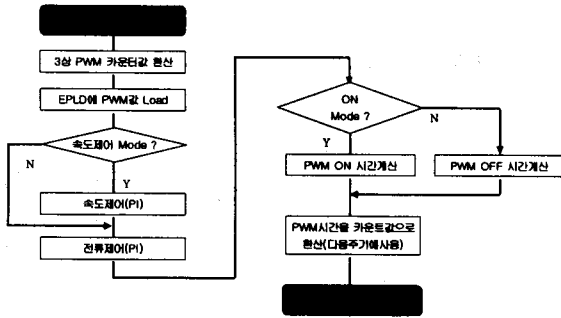 3상 PWM 카운터값 환산
EPLD에 PWM값 Load
속도제어 Mode ?
N
Y
속도제어(PI)
전류제어(PI)
ON
Mode ?
N
Y
PWM ON 시간계산
PWM OFF 시간계산
PWM시간을 카운트값으로
환산(다음주기에사용)